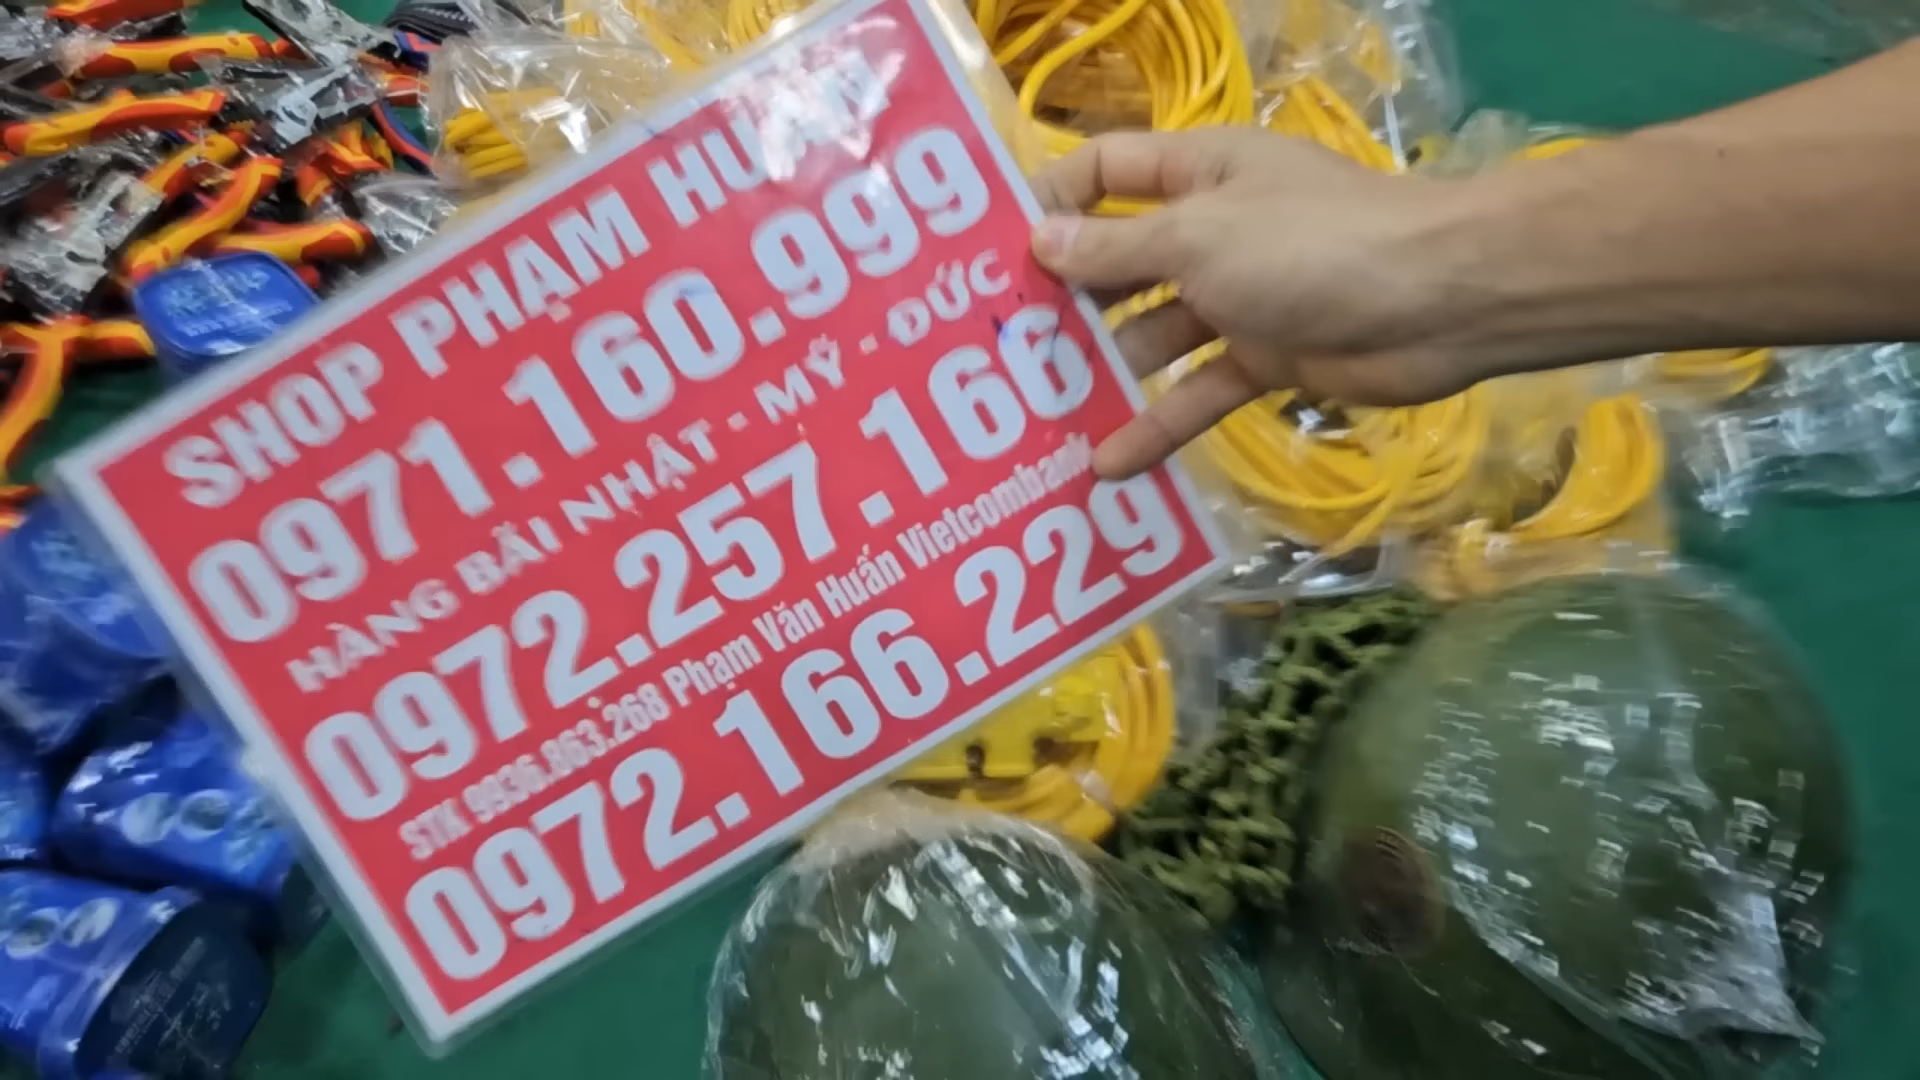 SHOP PHẠM HUẤN
0971.160.999
HÀNG BÃI NHẬT - MỸ - ĐỨC
0972.257.166
STK 9936.863.268 Phạm Văn Huấn Vietcombank
0972.166.229